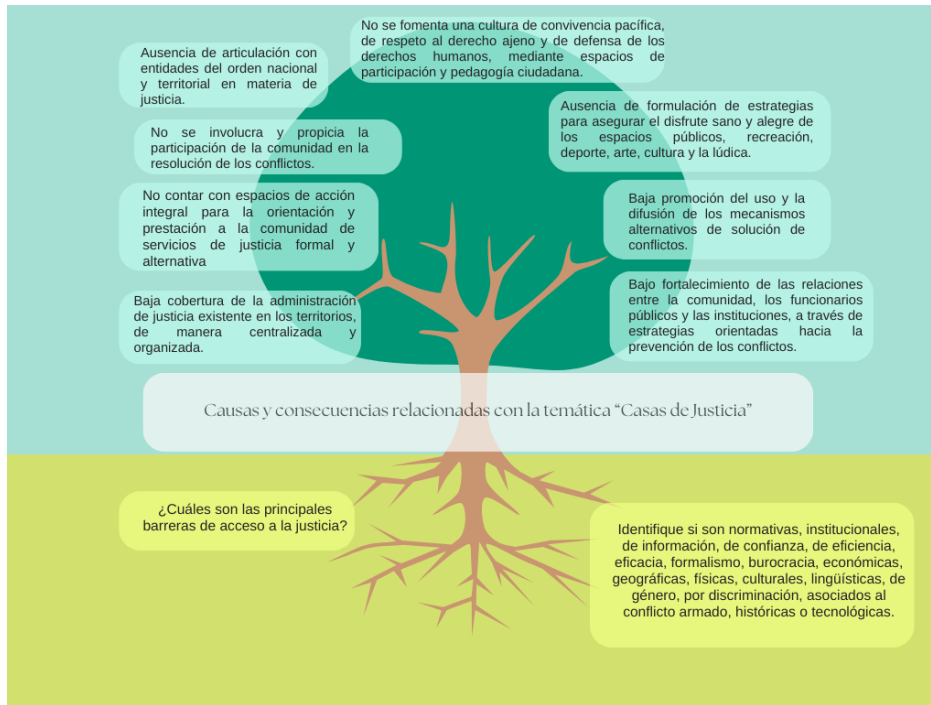 No se fomenta una cultura de convivencia pacífica,
de respeto al derecho ajeno y de defensa de los
derechos humanos, mediante espacios de
participación y pedagogía ciudadana.
Ausencia de articulación con
entidades del orden nacional
y territorial en materia de
justicia.
Ausencia de formulación de estrategias
para asegurar el disfrute sano y alegre de
los espacios públicos, recreación,
deporte, arte, cultura y la lúdica.
No se involucra y propicia la
participación de la comunidad en la
resolución de los conflictos.
No contar con espacios de acción
integral para la orientación y
prestación a la comunidad de
servicios de justicia formal y
alternativa
Baja promoción del uso y la
difusión de los mecanismos
alternativos de solución de
conflictos.
Baja cobertura de la administración
de justicia existente en los territorios,
de manera centralizada y
organizada.
Bajo fortalecimiento de las relaciones
entre la comunidad, los funcionarios
públicos y las instituciones, a través de
estrategias orientadas hacia la
prevención de los conflictos.
Causas y consecuencias relacionadas con la temática “Casas de Justicia”
¿Cuáles son las principales
barreras de acceso a la justicia?
Identifique si son normativas, institucionales,
de información, de confianza, de eficiencia,
eficacia, formalismo, burocracia, económicas,
geográficas, físicas, culturales, lingüísticas, de
género, por discriminación, asociados al
conflicto armado, históricas o tecnológicas.